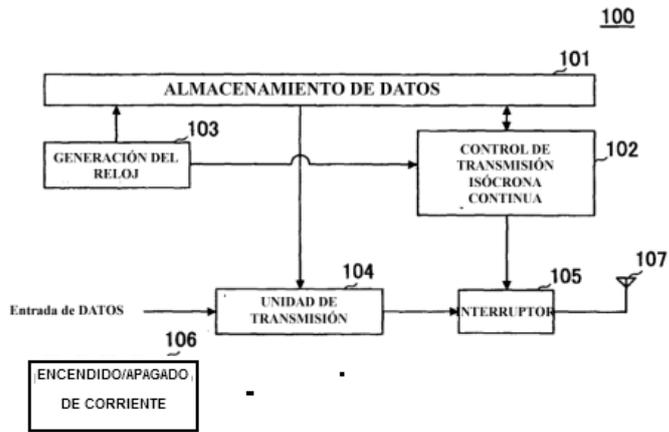 100
101
ALMACENAMIENTO DE DATOS
103
GENERACIÓN DEL
RELOJ
CONTROL DE
TRANSMISIÓN
ISÓCRONA
CONTINUA
102
104
105
107
Entrada de DATOS
UNIDAD DE
TRANSMISIÓN
INTERRUPTOR
106
ENCENDIDO/APAGADO
DE CORRIENTE